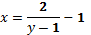 x = 2/(y − 1) − 1